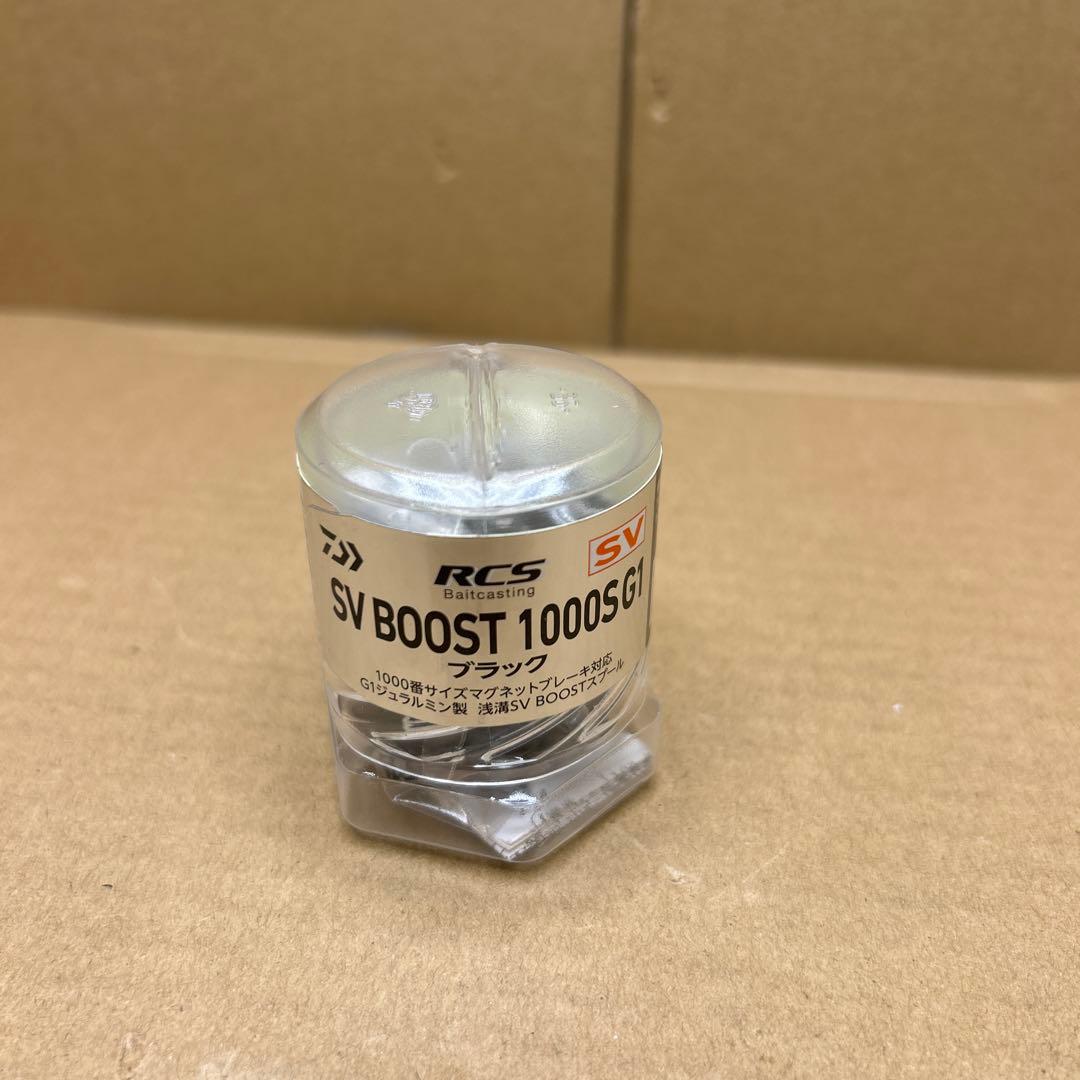 SV
RCS
Baitcasting
SV BOOST 1000S G1
ブラック
1000番サイズマグネットブレーキ対応
G1ジュラルミン製 浅溝SV BOOSTスプール